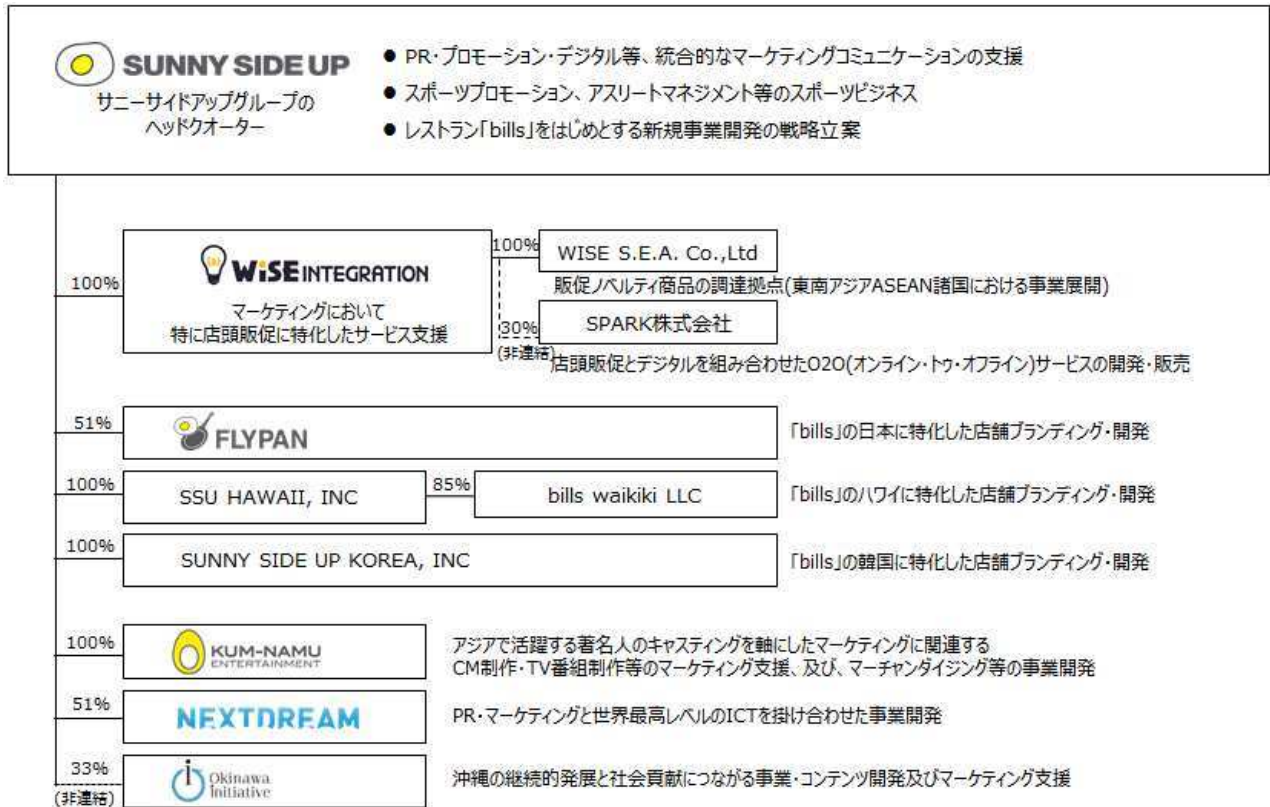 SUNNY SIDE UP
サニーサイドアップグループの
ヘッドクオーター
● PR・プロモーション・デジタル等、統合的なマーケティングコミュニケーションの支援
● スポーツプロモーション、アスリートマネジメント等のスポーツビジネス
● レストラン「bills」をはじめとする新規事業開発の戦略立案
100%
WiSE INTEGRATION
マーケティングにおいて
特に店頭販促に特化したサービス支援
100%
WISE S.E.A. Co.,Ltd
販促ノベルティ商品の調達拠点(東南アジアASEAN諸国における事業展開)
30%
(非連結)
SPARK株式会社
店頭販促とデジタルを組み合わせたO2O(オンライン・トゥ・オフライン)サービスの開発・販売
51%
FLYPAN
「bills」の日本に特化した店舗ブランディング・開発
100%
SSU HAWAII, INC
85%
bills waikiki LLC
「bills」のハワイに特化した店舗ブランディング・開発
100%
SUNNY SIDE UP KOREA, INC
「bills」の韓国に特化した店舗ブランディング・開発
100%
KUM-NAMU
ENTERTAINMENT
アジアで活躍する著名人のキャスティングを軸にしたマーケティングに関連する
CM制作・TV番組制作等のマーケティング支援、及び、マーチャンダイジング等の事業開発
51%
NEXTDREAM
PR・マーケティングと世界最高レベルのICTを掛け合わせた事業開発
33%
(非連結)
Okinawa
Initiative
沖縄の継続的発展と社会貢献につながる事業・コンテンツ開発及びマーケティング支援